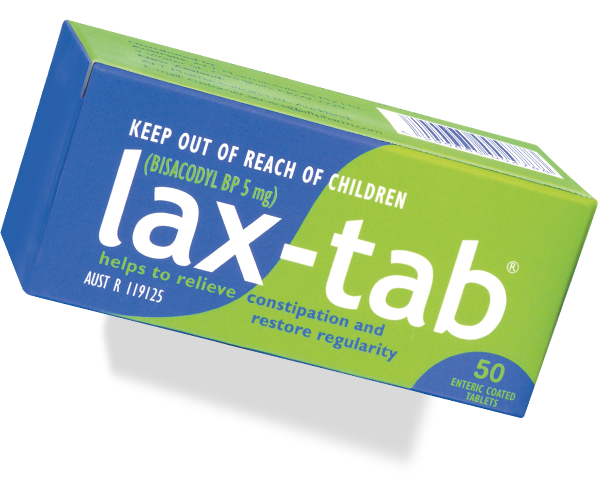 KEEP OUT OF REACH OF CHILDREN
(BISACODYL BP 5 mg)
lax-tab®
helps to relieve constipation and
restore regularity
AUST R 119125
50
ENTERIC COATED
TABLETS